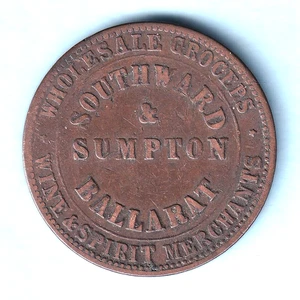 WHOLESALE GROCERS
SOUTHWARD
&
SUMPTON
BALLARAT
WINE & SPIRIT MERCHANTS